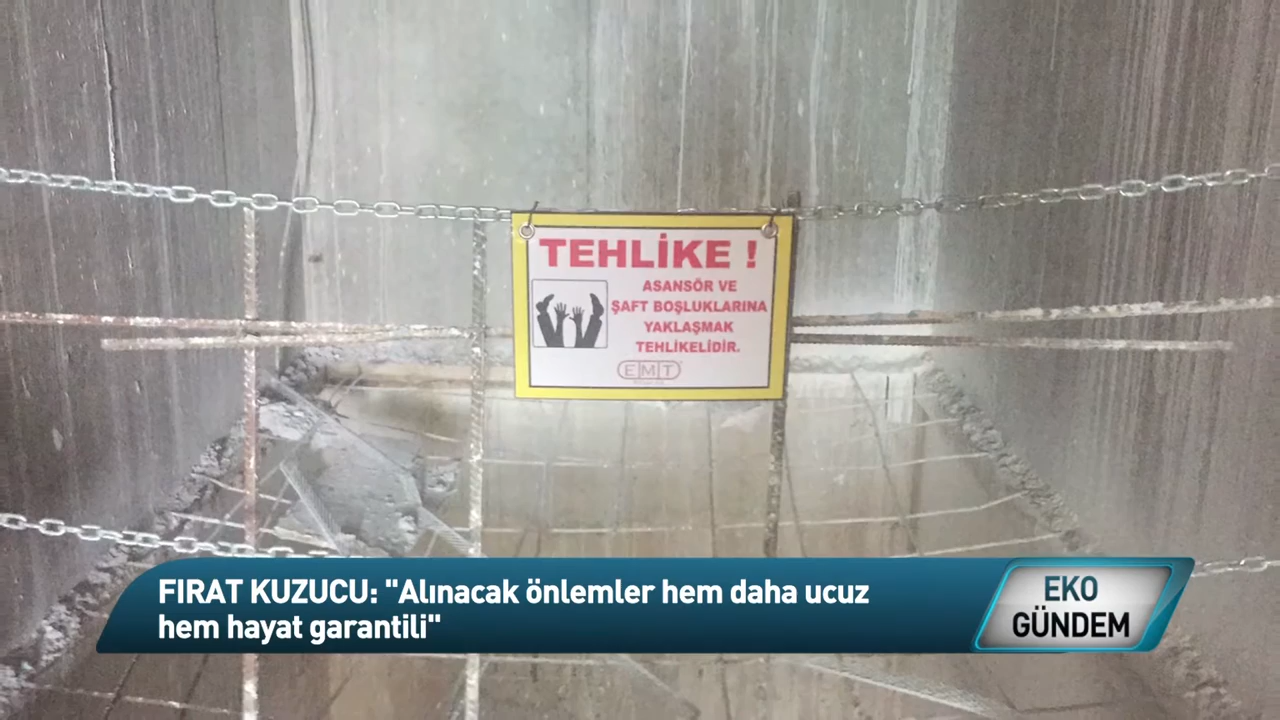 TEHLİKE !
ASANSÖR VE
ŞAFT BOŞLUKLARINA
YAKLAŞMAK
TEHLİKELİDİR.
EMT
FIRAT KUZUCU: "Alınacak önlemler hem daha ucuz
hem hayat garantili"
EKO
GÜNDEM